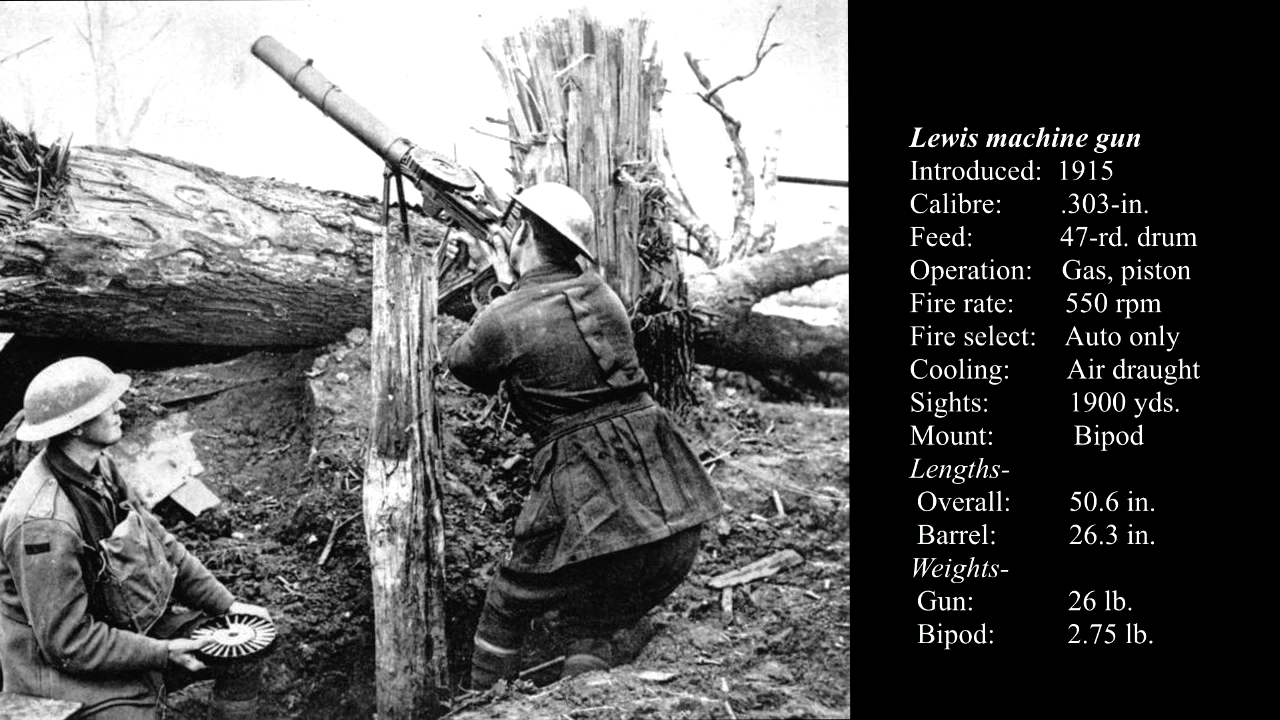 Lewis machine gun
Introduced: 1915
Calibre: .303-in.
Feed: 47-rd. drum
Operation: Gas, piston
Fire rate: 550 rpm
Fire select: Auto only
Cooling: Air draught
Sights: 1900 yds.
Mount: Bipod
Lengths-
Overall: 50.6 in.
Barrel: 26.3 in.
Weights-
Gun: 26 lb.
Bipod: 2.75 lb.